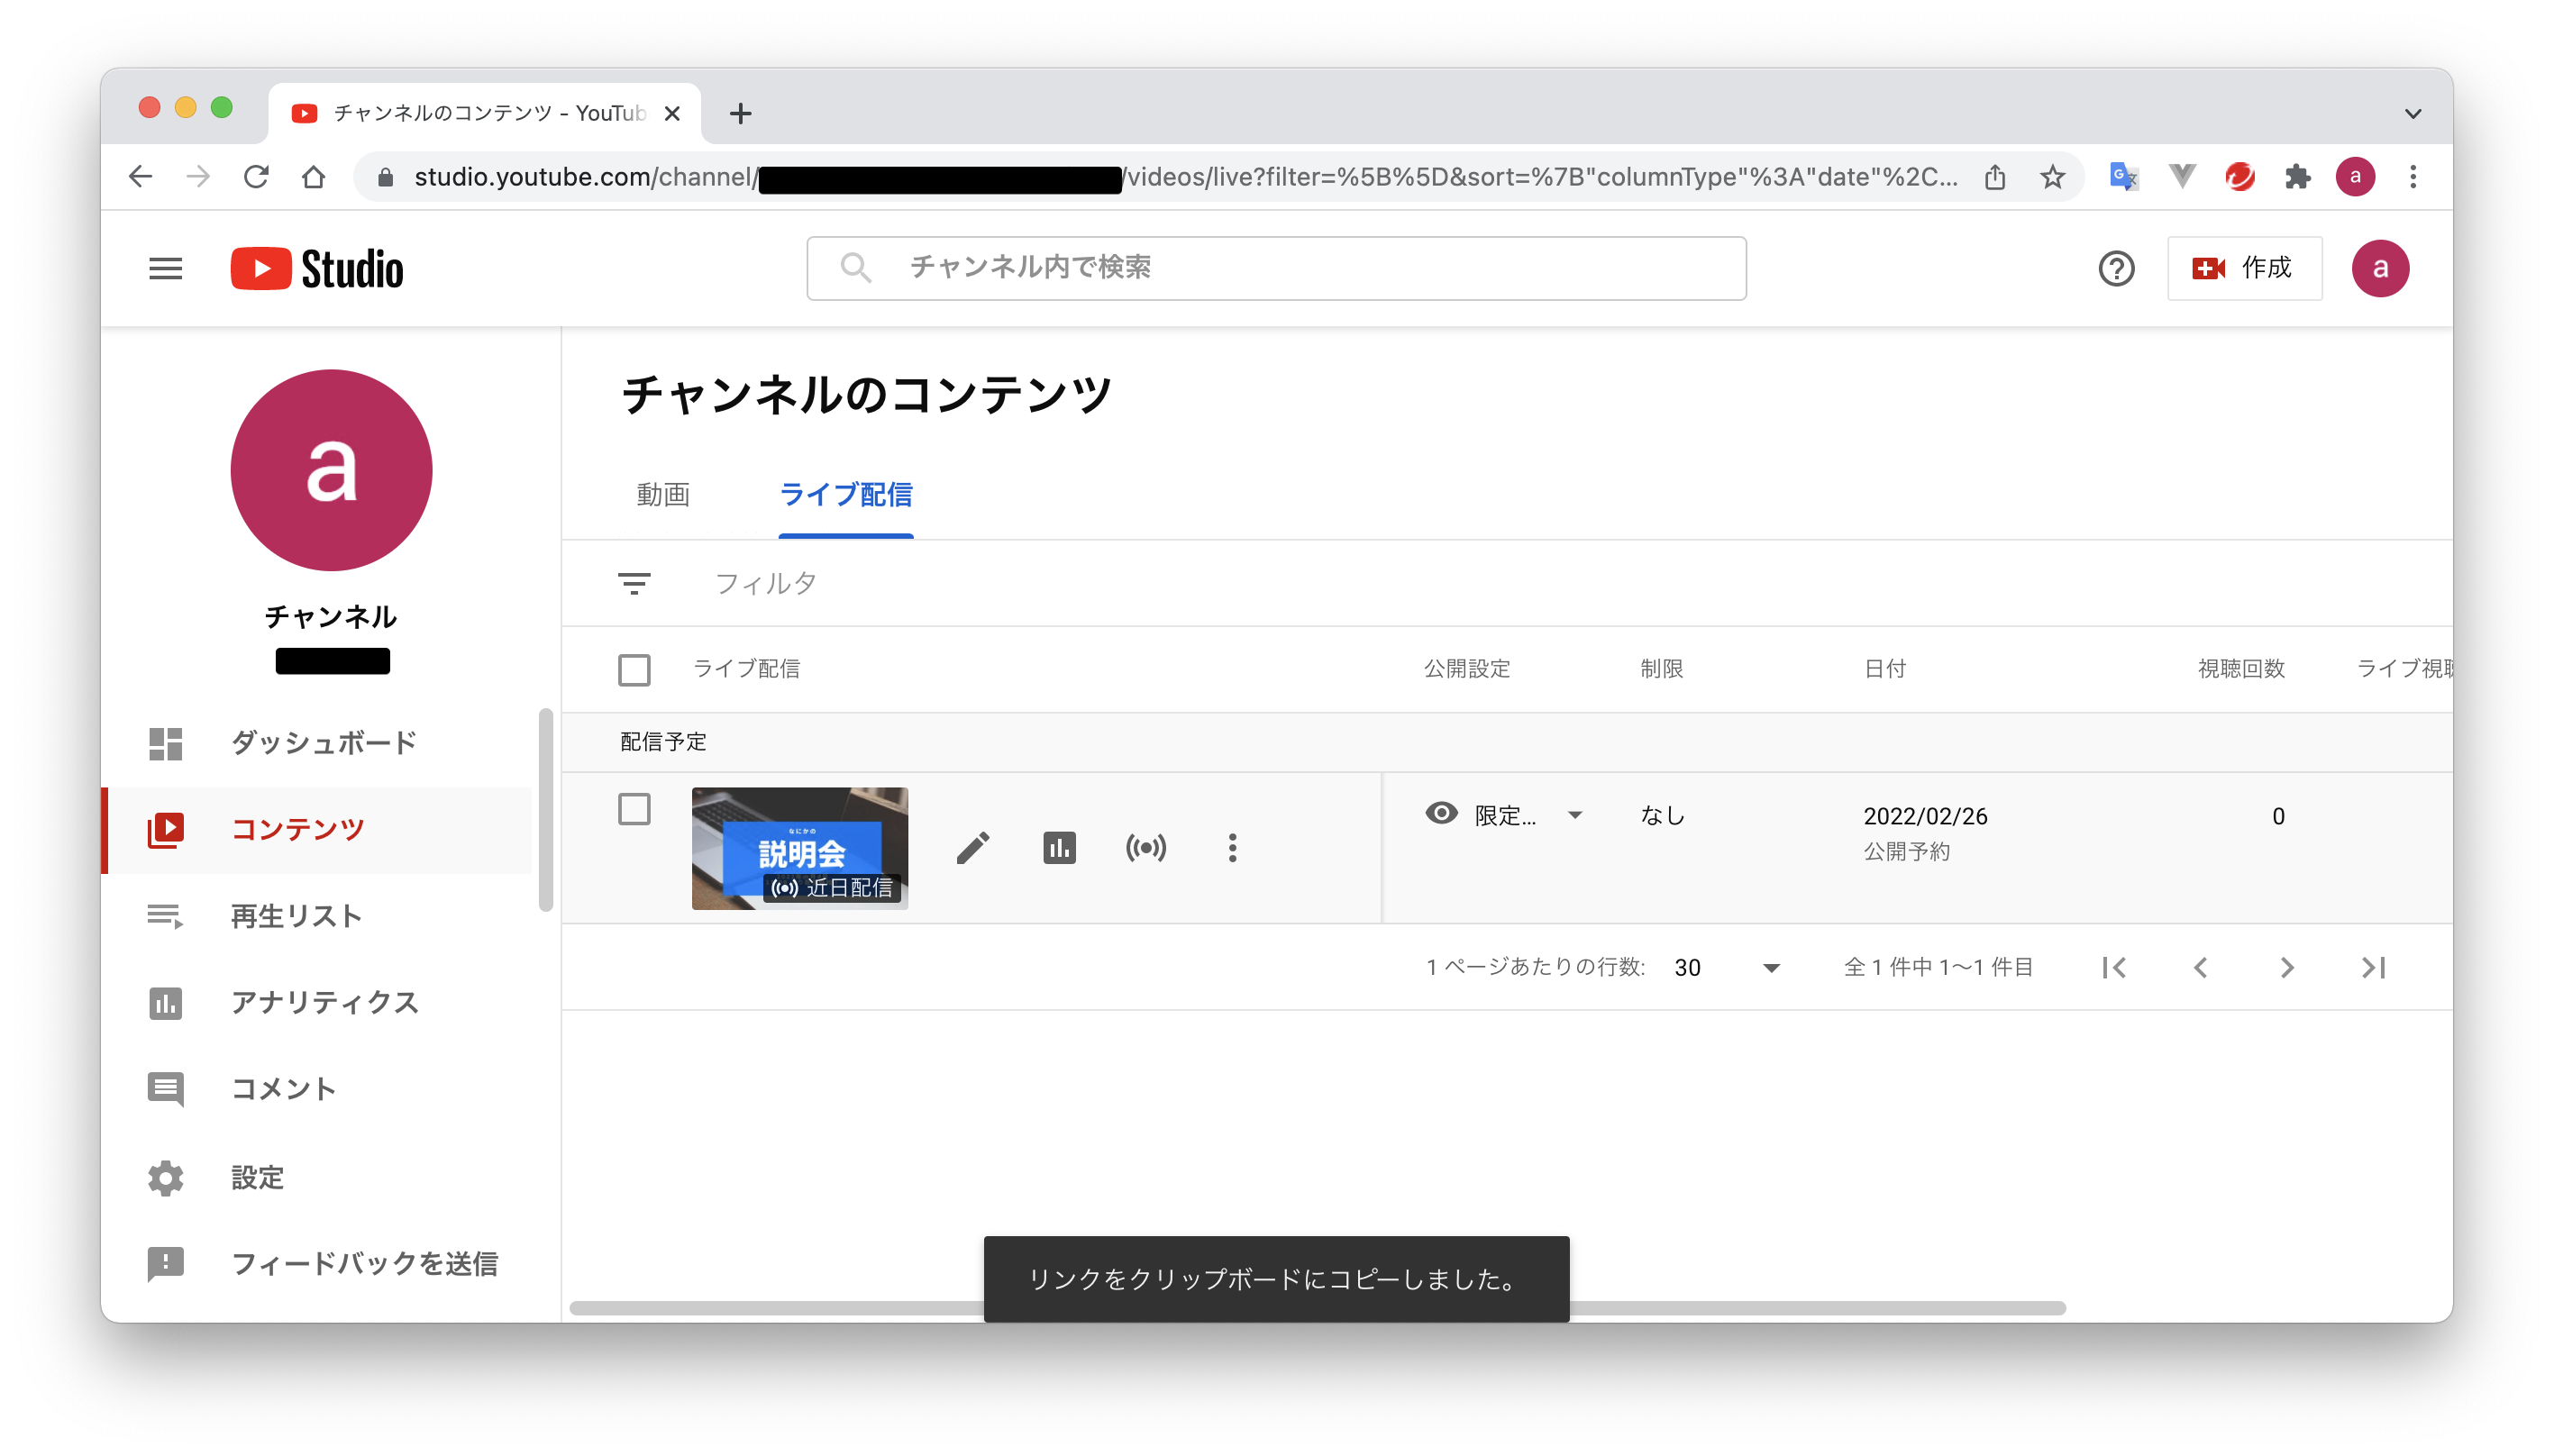 チャンネルのコンテンツ - YouTub
studio.youtube.com/channel/
/videos/live?filter=%5B%5D&sort=%7B"columnType"%3A"date"%2C...
a
Studio
チャンネル内で検索
作成
a
a
チャンネル
ダッシュボード
コンテンツ
再生リスト
アナリティクス
コメント
設定
フィードバックを送信
チャンネルのコンテンツ
動画
ライブ配信
フィルタ
ライブ配信 公開設定 制限 日付 視聴回数 ライブ視聴
配信予定
なにかの
説明会
近日配信
限定... なし 2022/02/26 0
公開予約
1 ページあたりの行数: 30 全 1 件中 1～1 件目
リンクをクリップボードにコピーしました。